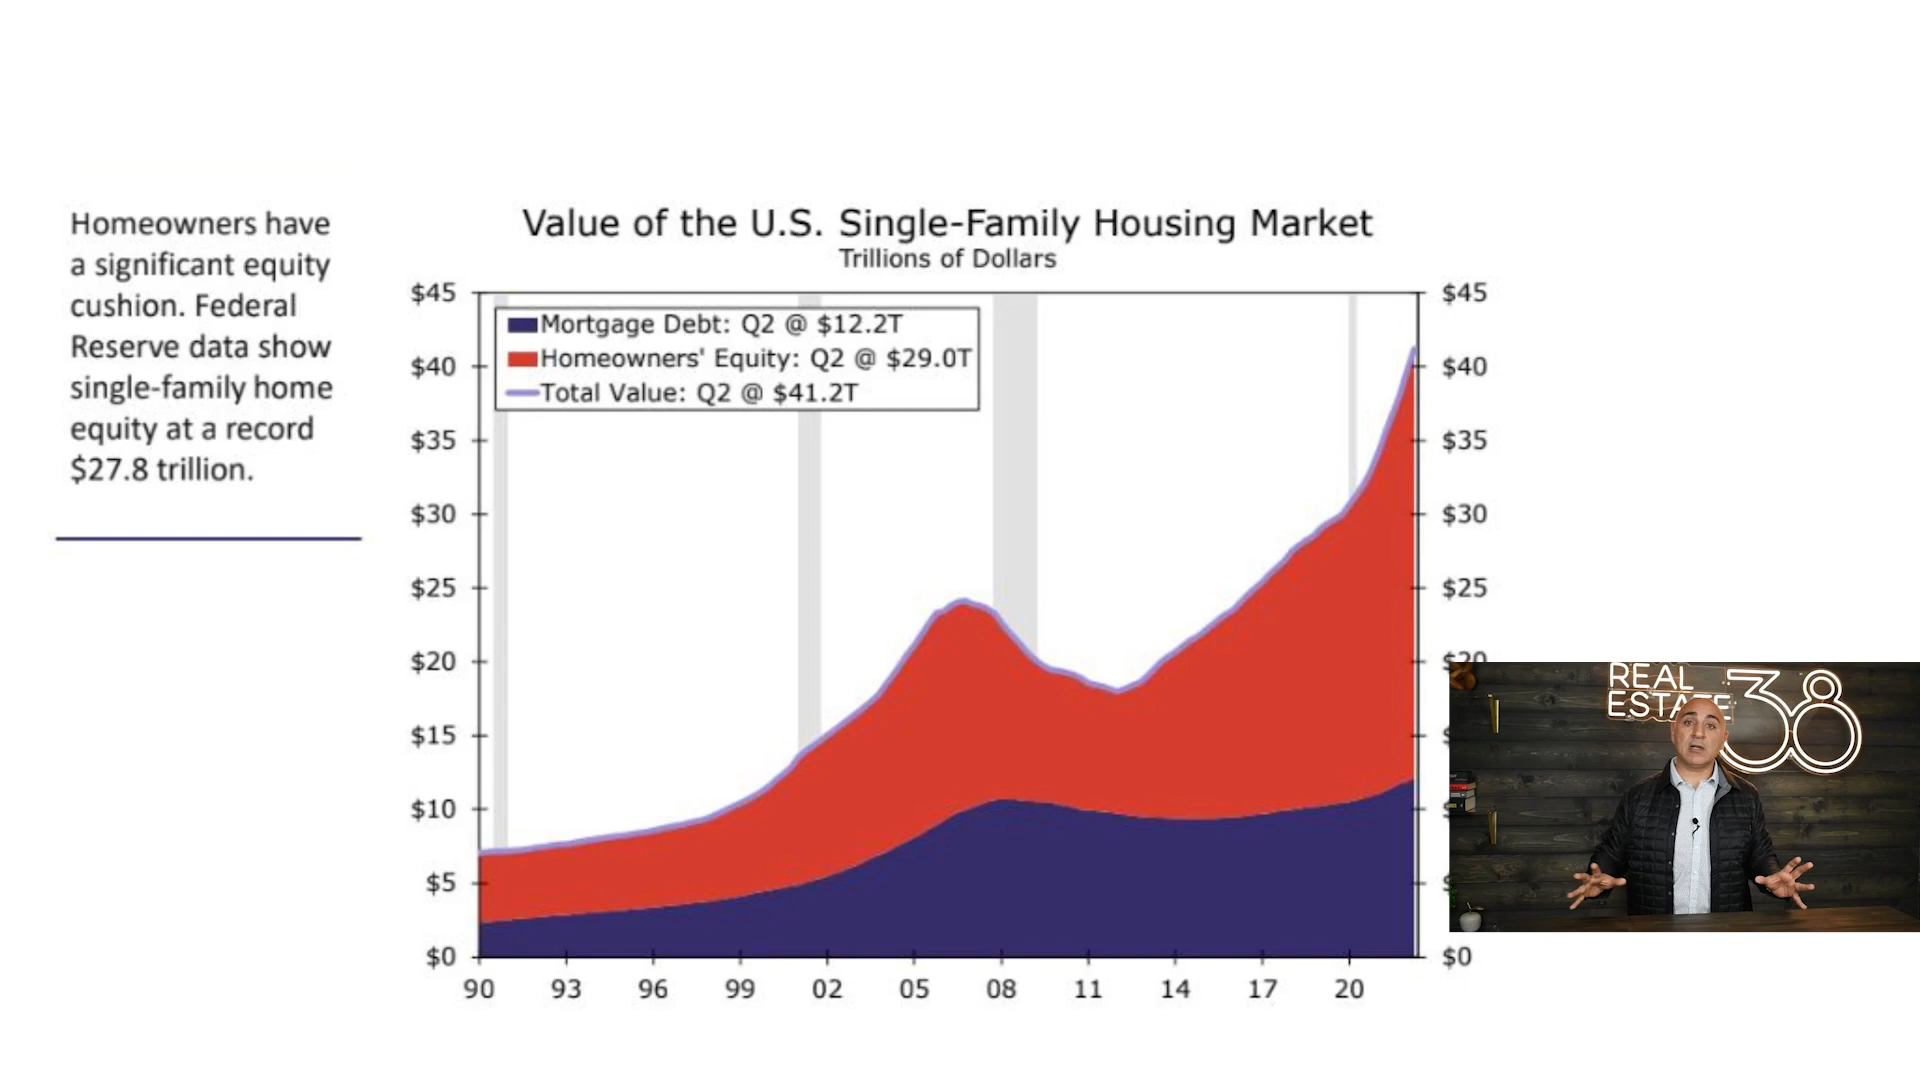 Homeowners have
a significant equity
cushion. Federal
Reserve data show
single-family home
equity at a record
$27.8 trillion.
Value of the U.S. Single-Family Housing Market
Trillions of Dollars
$45
$40
$35
$30
$25
$20
$15
$10
$5
$0
Mortgage Debt: Q2 @ $12.2T
Homeowners' Equity: Q2 @ $29.0T
Total Value: Q2 @ $41.2T
$45
$40
$35
$30
$25
$20
$0
90 93 96 99 02 05 08 11 14 17 20
REAL
ESTATE
38